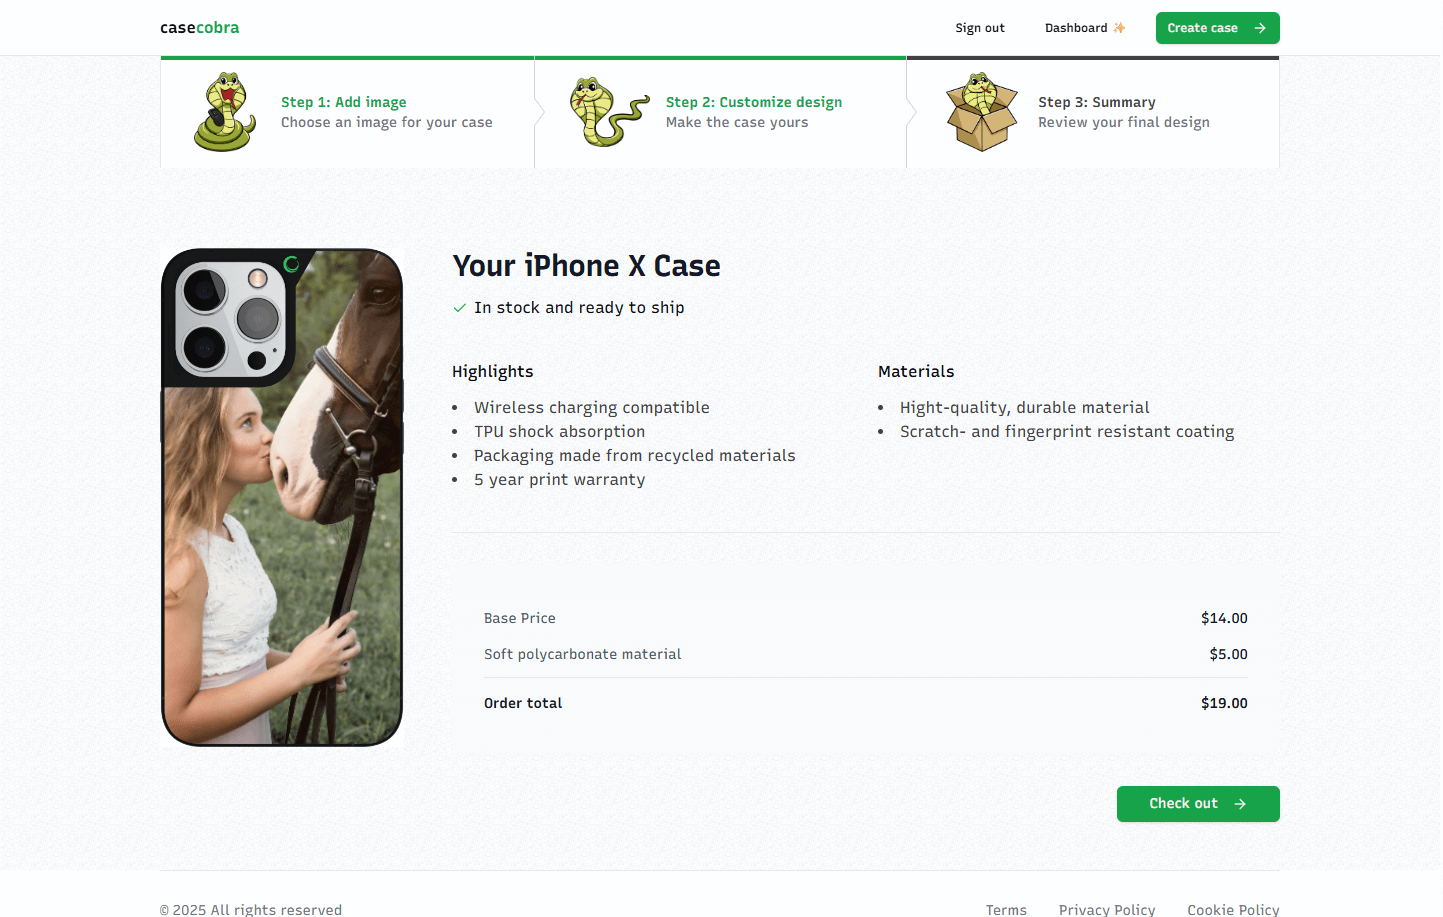 casecobra
Sign out
Dashboard ✨
Create case →
Step 1: Add image
Choose an image for your case
Step 2: Customize design
Make the case yours
Step 3: Summary
Review your final design
Your iPhone X Case
✓ In stock and ready to ship
Highlights
• Wireless charging compatible
• TPU shock absorption
• Packaging made from recycled materials
• 5 year print warranty
Materials
• Hight-quality, durable material
• Scratch- and fingerprint resistant coating
Base Price $14.00
Soft polycarbonate material $5.00
Order total $19.00
Check out →
© 2025 All rights reserved
Terms
Privacy Policy
Cookie Policy